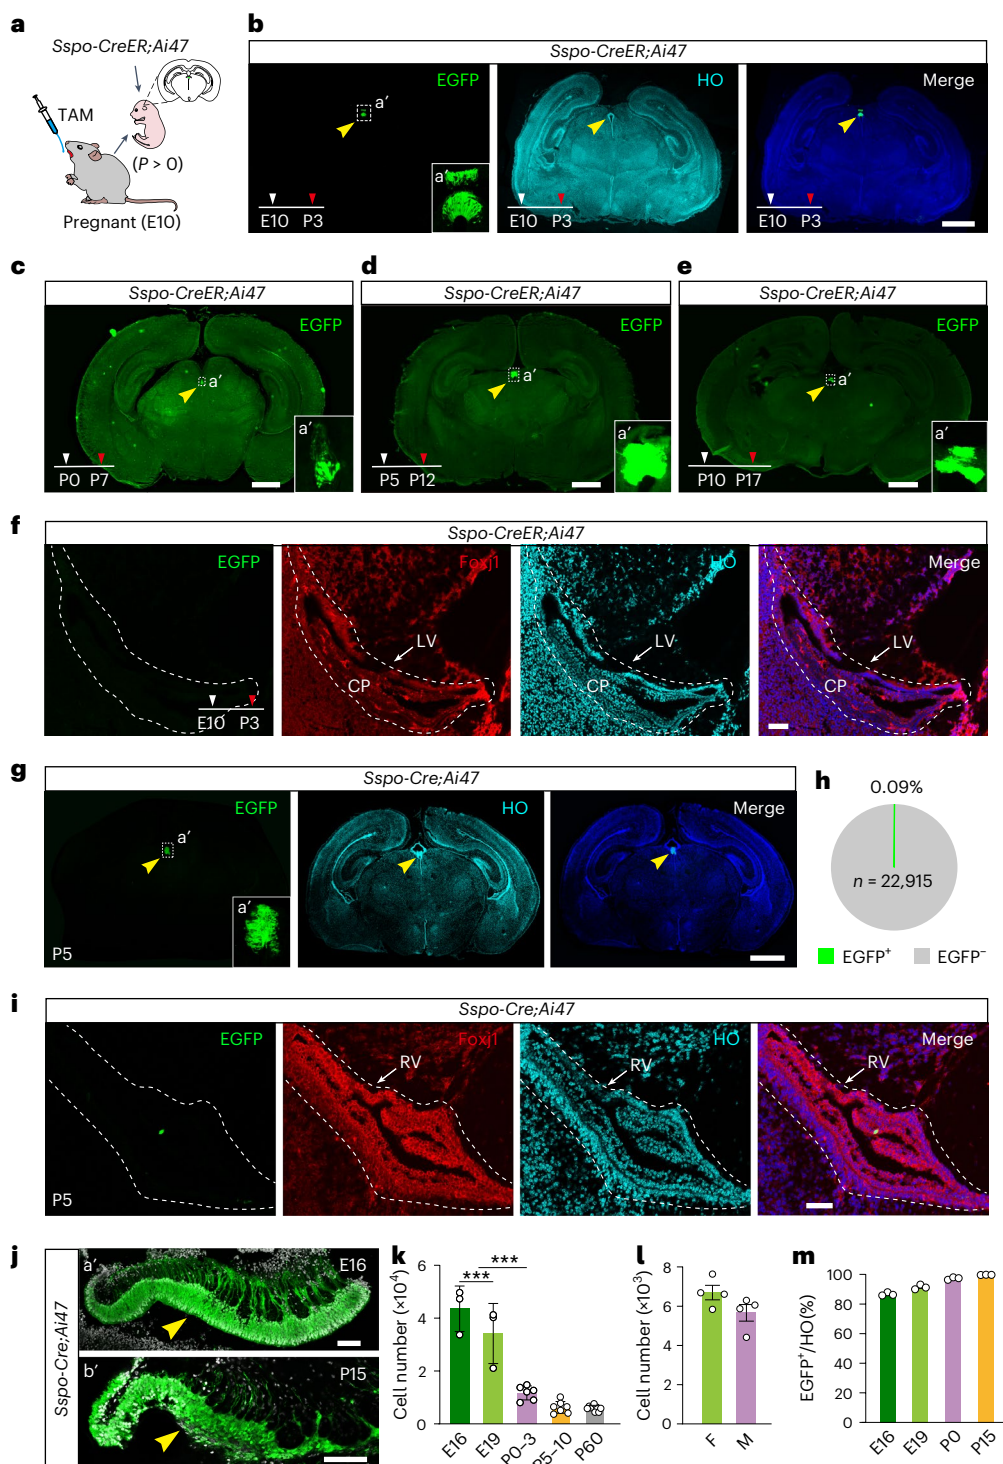 a
Sspo-CreER;Ai47
TAM
(P > 0)
Pregnant (E10)
b
Sspo-CreER;Ai47
EGFP
a′
a′
E10 P3
HO
E10 P3
Merge
E10 P3
c
Sspo-CreER;Ai47
EGFP
a′
a′
P0 P7
d
Sspo-CreER;Ai47
EGFP
a′
a′
P5 P12
e
Sspo-CreER;Ai47
EGFP
a′
a′
P10 P17
f
Sspo-CreER;Ai47
EGFP
E10 P3
Foxj1
LV
CP
HO
LV
CP
Merge
LV
CP
g
Sspo-Cre;Ai47
EGFP
a′
a′
P5
HO
Merge
h
0.09%
n = 22,915
EGFP⁺ EGFP⁻
i
Sspo-Cre;Ai47
EGFP
P5
Foxj1
RV
HO
RV
Merge
RV
j
Sspo-Cre;Ai47
a′
E16
b′
P15
k
Cell number (×10⁴)
6
4
2
0
***
***
E16
E19
P0–3
P5–10
P60
l
Cell number (×10³)
8
6
4
2
0
F
M
m
EGFP⁺/HO(%)
100
80
60
40
20
0
E16
E19
P0
P15